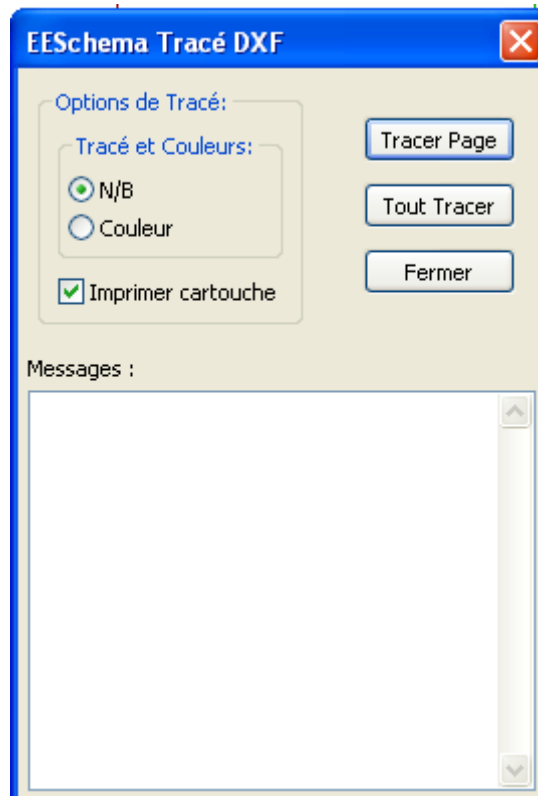 EESchema Tracé DXF
Options de Tracé:
Tracé et Couleurs:
N/B
Couleur
Imprimer cartouche
Tracer Page
Tout Tracer
Fermer
Messages :